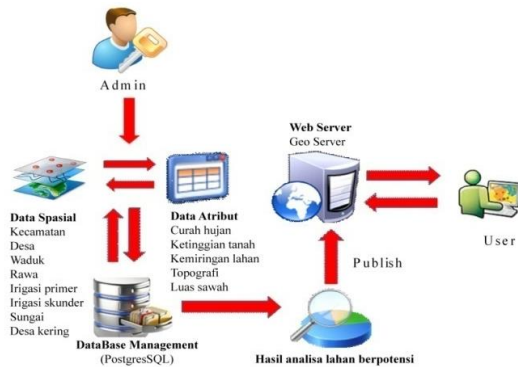 Admin
Data Spasial
Kecamatan
Desa
Waduk
Rawa
Irigasi primer
Irigasi skunder
Sungai
Desa kering
Data Atribut
Curah hujan
Ketinggian tanah
Kemiringan lahan
Topografi
Luas sawah
DataBase Management
(PostgresSQL)
Web Server
Geo Server
User
Publish
Hasil analisa lahan berpotensi